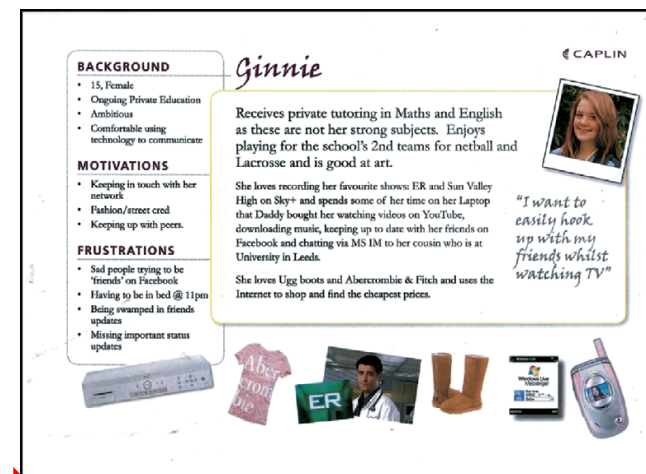 CAPLIN
Ginnie
BACKGROUND
• 15, Female
• Ongoing Private Education
• Ambitious
• Comfortable using
technology to communicate
MOTIVATIONS
• Keeping in touch with her
network
• Fashion/street cred
• Keeping up with peers.
FRUSTRATIONS
• Sad people trying to be
'friends' on Facebook
• Having to be in bed @ 11pm
• Being swamped in friends
updates
• Missing important status
updates
Receives private tutoring in Maths and English
as these are not her strong subjects. Enjoys
playing for the school's 2nd teams for netball and
Lacrosse and is good at art.
She loves recording her favourite shows: ER and Sun Valley
High on Sky+ and spends some of her time on her Laptop
that Daddy bought her watching videos on YouTube,
downloading music, keeping up to date with her friends on
Facebook and chatting via MS IM to her cousin who is at
University in Leeds.
She loves Ugg boots and Abercrombie & Fitch and uses the
Internet to shop and find the cheapest prices.
"I want to
easily hook
up with my
friends whilst
watching TV"
Aber
crom
bie
ER
Windows Live
Messenger